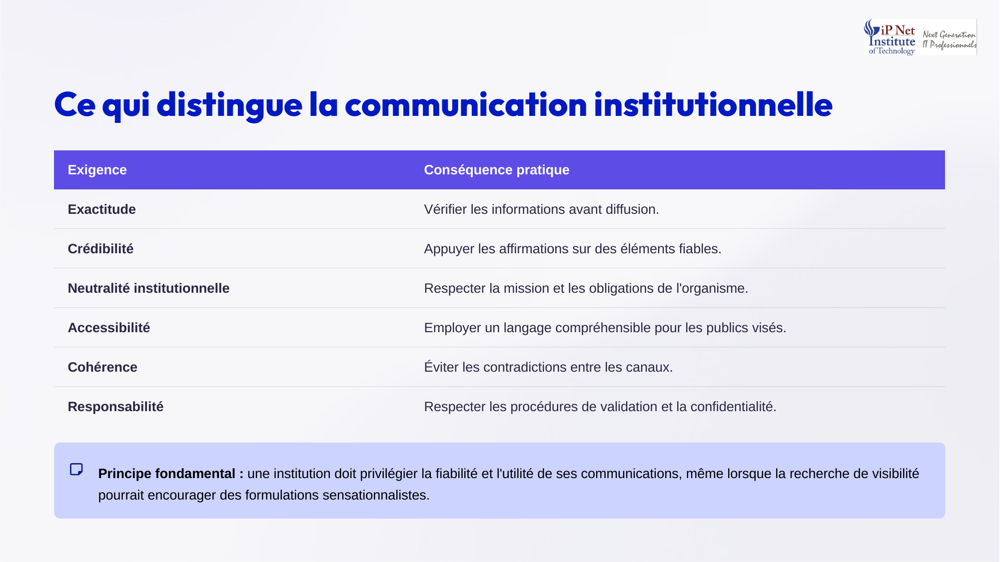 iP Net
Institute
of Technology
Next Generation
IT Professionnels
Ce qui distingue la communication institutionnelle
Exigence Conséquence pratique
Exactitude Vérifier les informations avant diffusion.
Crédibilité Appuyer les affirmations sur des éléments fiables.
Neutralité institutionnelle Respecter la mission et les obligations de l'organisme.
Accessibilité Employer un langage compréhensible pour les publics visés.
Cohérence Éviter les contradictions entre les canaux.
Responsabilité Respecter les procédures de validation et la confidentialité.
Principe fondamental : une institution doit privilégier la fiabilité et l'utilité de ses communications, même lorsque la recherche de visibilité
pourrait encourager des formulations sensationnalistes.